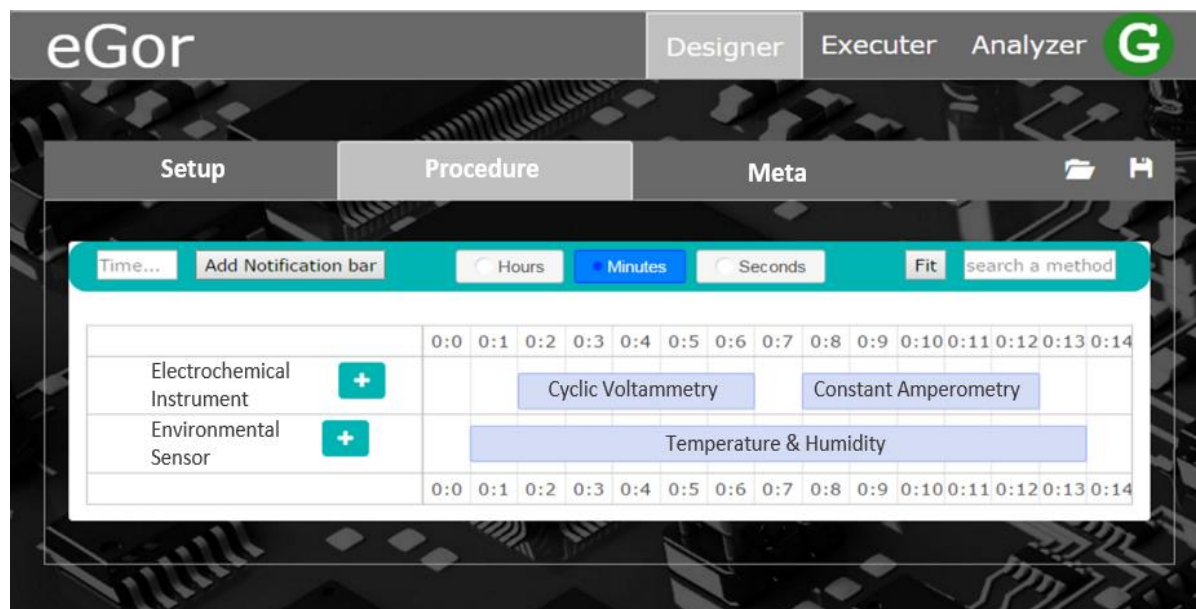 eGor Designer Executer Analyzer G
Setup Procedure Meta
Time... Add Notification bar Hours Minutes Seconds Fit search a method
0:0 0:1 0:2 0:3 0:4 0:5 0:6 0:7 0:8 0:9 0:10 0:11 0:12 0:13 0:14
Electrochemical
Instrument + Cyclic Voltammetry Constant Amperometry
Environmental
Sensor + Temperature & Humidity
0:0 0:1 0:2 0:3 0:4 0:5 0:6 0:7 0:8 0:9 0:10 0:11 0:12 0:13 0:14